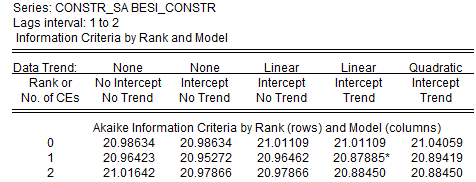 Series: CONSTR_SA BESI_CONSTR
Lags interval: 1 to 2
Information Criteria by Rank and Model
Data Trend: None None Linear Linear Quadratic
Rank or No Intercept Intercept Intercept Intercept Intercept
No. of CEs No Trend No Trend No Trend Trend Trend
Akaike Information Criteria by Rank (rows) and Model (columns)
0 20.98634 20.98634 21.01109 21.01109 21.04059
1 20.96423 20.95272 20.96462 20.87885* 20.89419
2 21.01642 20.97866 20.97866 20.88450 20.88450